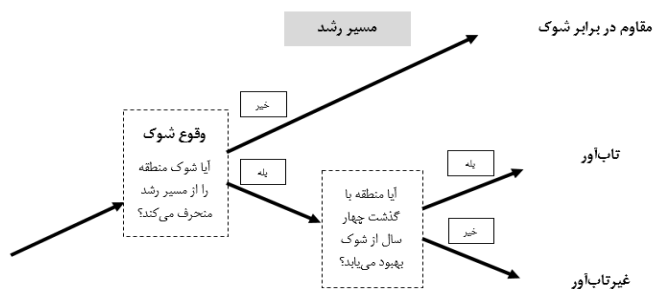 مسیر رشد
مقاوم در برابر شوک
خیر
وقوع شوک
آیا شوک منطقه
را از مسیر رشد
منحرف می‌کند؟
بله
آیا منطقه با
گذشت چهار
سال از شوک
بهبود می‌یابد؟
بله
تاب‌آور
خیر
غیرتاب‌آور